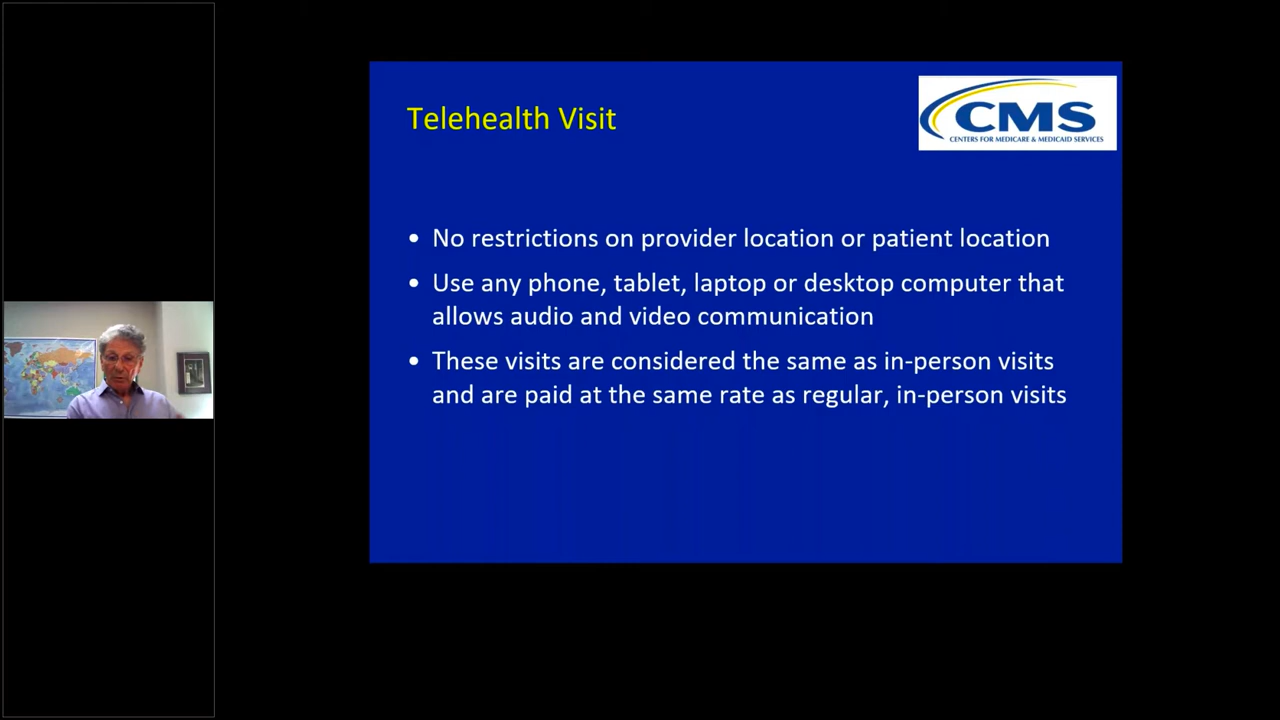 Telehealth Visit
CMS
CENTERS FOR MEDICARE & MEDICAID SERVICES
• No restrictions on provider location or patient location
• Use any phone, tablet, laptop or desktop computer that
allows audio and video communication
• These visits are considered the same as in-person visits
and are paid at the same rate as regular, in-person visits